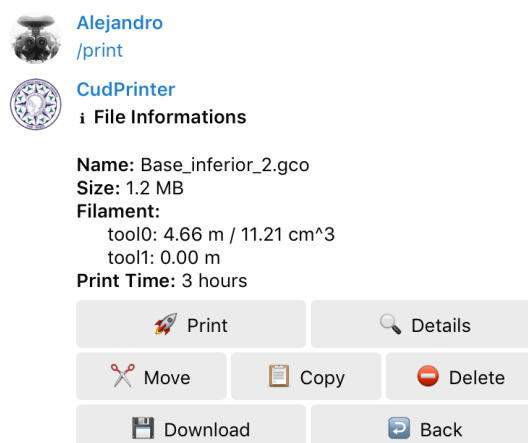 Alejandro
/print
CudPrinter
ℹ File Informations
Name: Base_inferior_2.gco
Size: 1.2 MB
Filament:
tool0: 4.66 m / 11.21 cm^3
tool1: 0.00 m
Print Time: 3 hours
🚀 Print 🔍 Details
✂ Move 📋 Copy ⛔ Delete
💾 Download ↩ Back